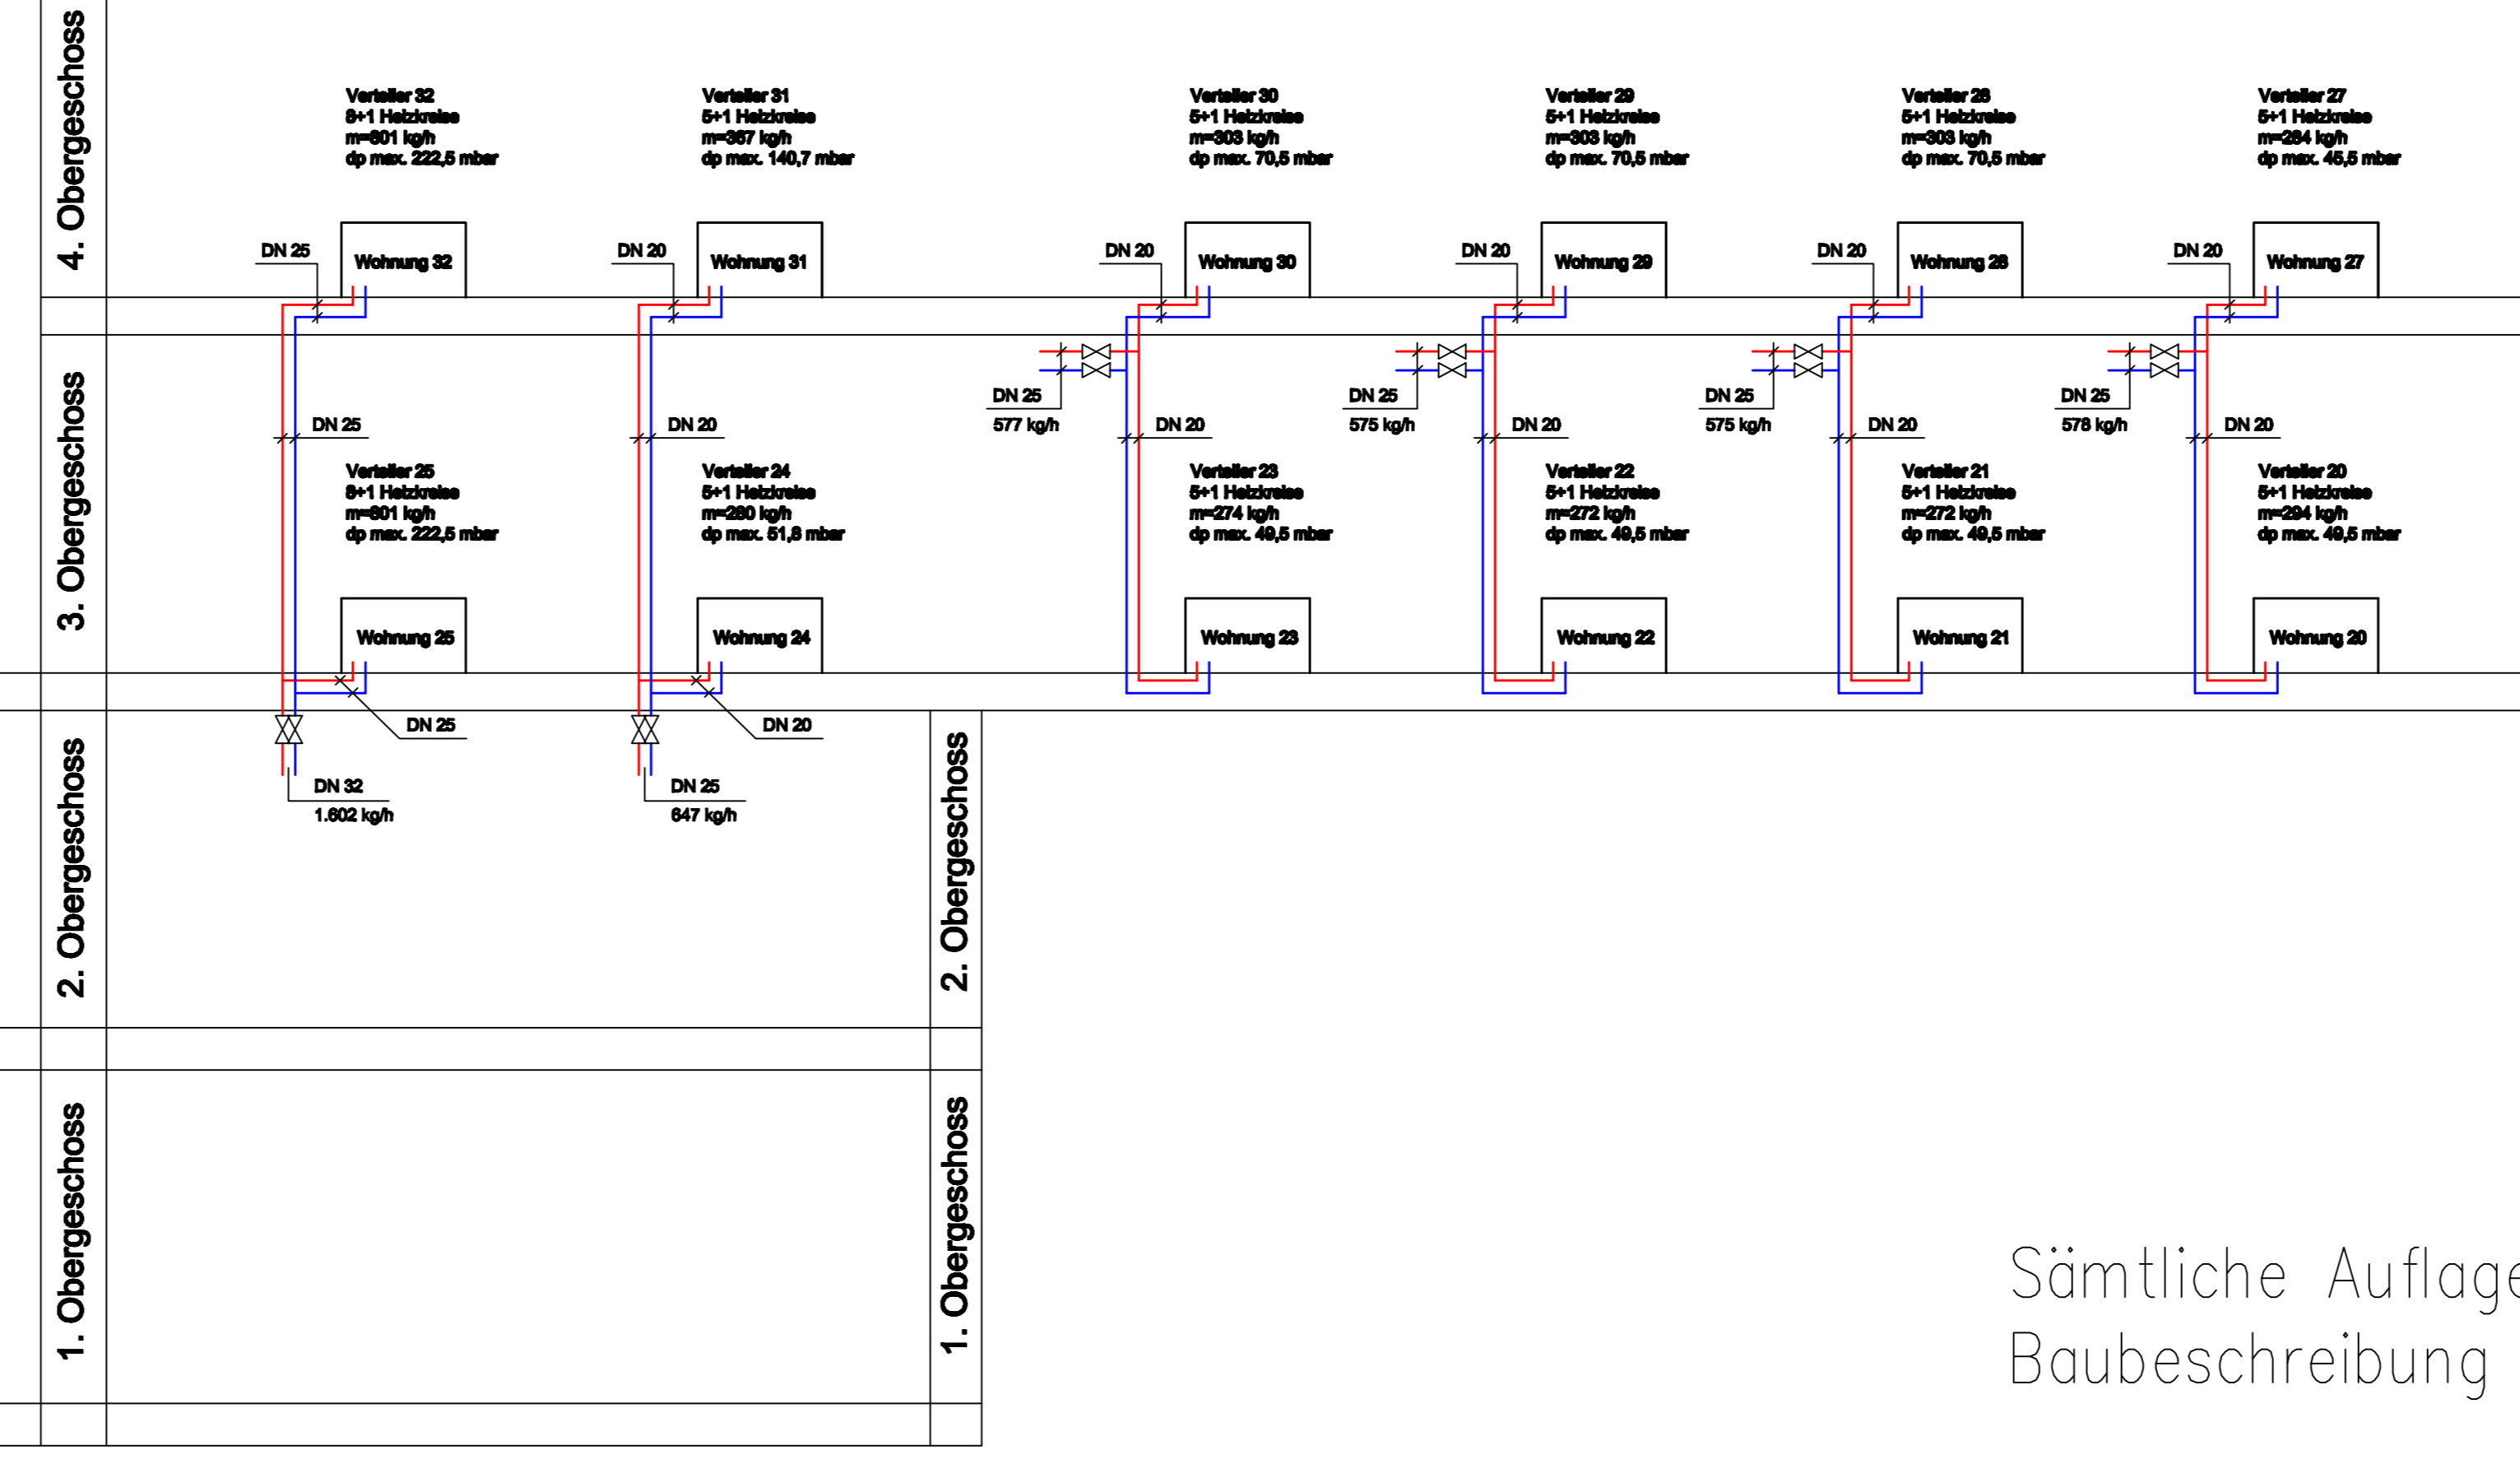 4. Obergeschoss
Verteiler 32
8+1 Heizkreise
m=801 kg/h
dp max. 222,5 mbar
Verteiler 31
5+1 Heizkreise
m=367 kg/h
dp max. 140,7 mbar
Verteiler 30
5+1 Heizkreise
m=303 kg/h
dp max. 70,5 mbar
Verteiler 29
5+1 Heizkreise
m=303 kg/h
dp max. 70,5 mbar
Verteiler 28
5+1 Heizkreise
m=303 kg/h
dp max. 70,5 mbar
Verteiler 27
5+1 Heizkreise
m=284 kg/h
dp max. 45,5 mbar
DN 25
Wohnung 32
DN 20
Wohnung 31
DN 20
Wohnung 30
DN 20
Wohnung 29
DN 20
Wohnung 28
DN 20
Wohnung 27
3. Obergeschoss
DN 25
DN 20
DN 25
577 kg/h
DN 20
DN 25
575 kg/h
DN 20
DN 25
575 kg/h
DN 20
DN 25
578 kg/h
DN 20
Verteiler 25
8+1 Heizkreise
m=801 kg/h
dp max. 222,5 mbar
Verteiler 24
5+1 Heizkreise
m=280 kg/h
dp max. 51,8 mbar
Verteiler 23
5+1 Heizkreise
m=274 kg/h
dp max. 49,5 mbar
Verteiler 22
5+1 Heizkreise
m=272 kg/h
dp max. 49,5 mbar
Verteiler 21
5+1 Heizkreise
m=272 kg/h
dp max. 49,5 mbar
Verteiler 20
5+1 Heizkreise
m=294 kg/h
dp max. 49,5 mbar
Wohnung 25
Wohnung 24
Wohnung 23
Wohnung 22
Wohnung 21
Wohnung 20
2. Obergeschoss
DN 25
DN 20
DN 32
1.602 kg/h
DN 25
647 kg/h
2. Obergeschoss
1. Obergeschoss
1. Obergeschoss
Sämtliche Auflage
Baubeschreibung